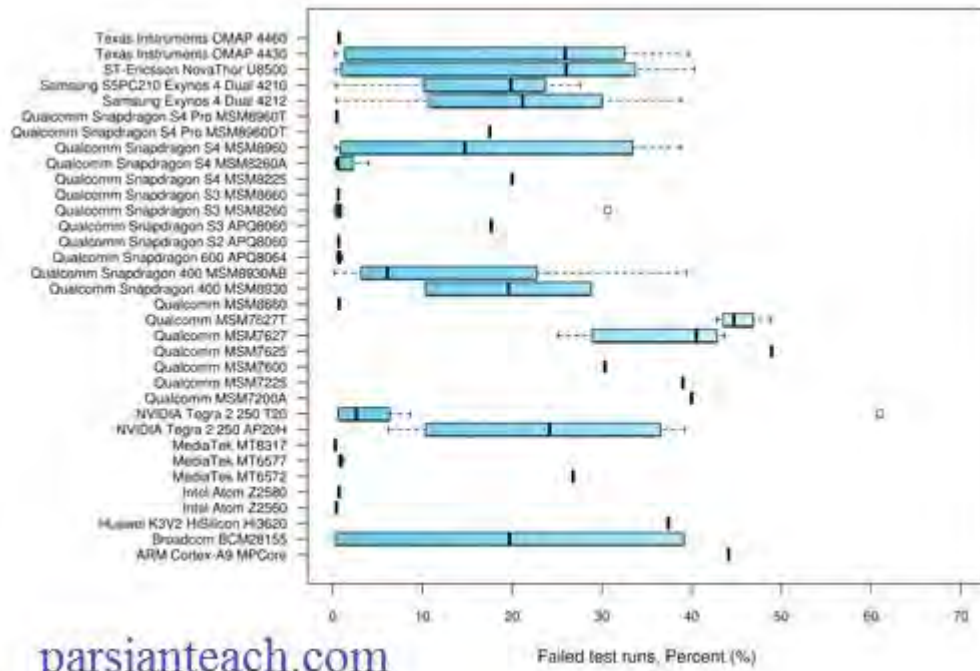 Texas Instruments OMAP 4460
Texas Instruments OMAP 4430
ST-Ericsson NovaThor U8500
Samsung S5PC210 Exynos 4 Dual 4210
Samsung Exynos 4 Dual 4212
Qualcomm Snapdragon S4 Pro MSM8960T
Qualcomm Snapdragon S4 Pro MSM8960DT
Qualcomm Snapdragon S4 MSM8960
Qualcomm Snapdragon S4 MSM8260A
Qualcomm Snapdragon S4 MSM8225
Qualcomm Snapdragon S3 MSM8660
Qualcomm Snapdragon S3 MSM8260
Qualcomm Snapdragon S3 APQ8060
Qualcomm Snapdragon S2 APQ8060
Qualcomm Snapdragon 600 APQ8064
Qualcomm Snapdragon 400 MSM8930AB
Qualcomm Snapdragon 400 MSM8930
Qualcomm MSM8660
Qualcomm MSM7627T
Qualcomm MSM7627
Qualcomm MSM7625
Qualcomm MSM7600
Qualcomm MSM7225
Qualcomm MSM7200A
NVIDIA Tegra 2 250 T20
NVIDIA Tegra 2 250 AP20H
MediaTek MT8317
MediaTek MT6577
MediaTek MT6572
Intel Atom Z2580
Intel Atom Z2560
Huawei K3V2 HiSilicon Hi3620
Broadcom BCM28155
ARM Cortex-A9 MPCore
0 10 20 30 40 50 60 70
Failed test runs, Percent (%)
parsianteach.com